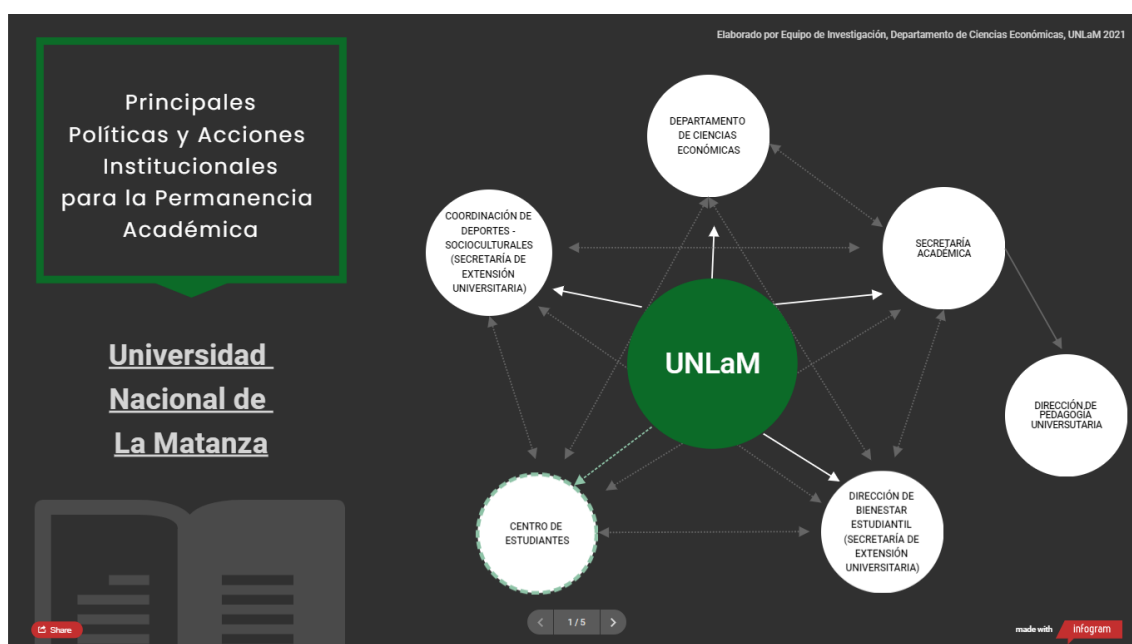 Elaborado por Equipo de Investigación, Departamento de Ciencias Económicas, UNLaM 2021
Principales
Políticas y Acciones
Institucionales
para la Permanencia
Académica
Universidad
Nacional de
La Matanza
DEPARTAMENTO
DE CIENCIAS
ECONÓMICAS
COORDINACIÓN DE
DEPORTES -
SOCIOCULTURALES
(SECRETARÍA DE
EXTENSIÓN
UNIVERSITARIA)
SECRETARÍA
ACADÉMICA
UNLaM
DIRECCIÓN DE
PEDAGOGIA
UNIVERSUTARIA
CENTRO DE
ESTUDIANTES
DIRECCIÓN DE
BIENESTAR
ESTUDIANTIL
(SECRETARÍA DE
EXTENSIÓN
UNIVERSITARIA)
Share
1 / 5
made with infogram